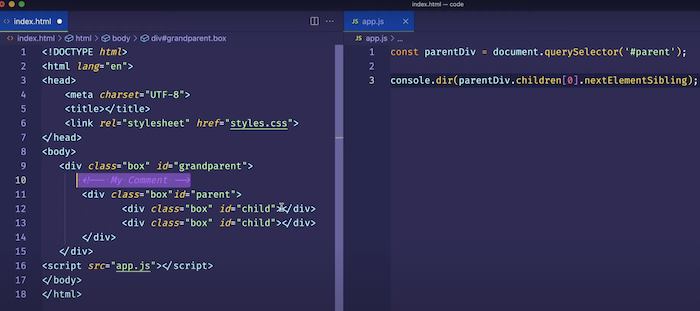 index.html — code
index.html
index.html > html > body > div#grandparent.box
1 <!DOCTYPE html>
2 <html lang="en">
3 <head>
4 <meta charset="UTF-8">
5 <title></title>
6 <link rel="stylesheet" href="styles.css">
7 </head>
8 <body>
9 <div class="box" id="grandparent">
10 <!-- My Comment -->
11 <div class="box"id="parent">
12 <div class="box" id="child"></div>
13 <div class="box" id="child"></div>
14 </div>
15 </div>
16 <script src="app.js"></script>
17 </body>
18 </html>
JS app.js
JS app.js > ...
1 const parentDiv = document.querySelector('#parent');
2
3 console.dir(parentDiv.children[0].nextElementSibling);